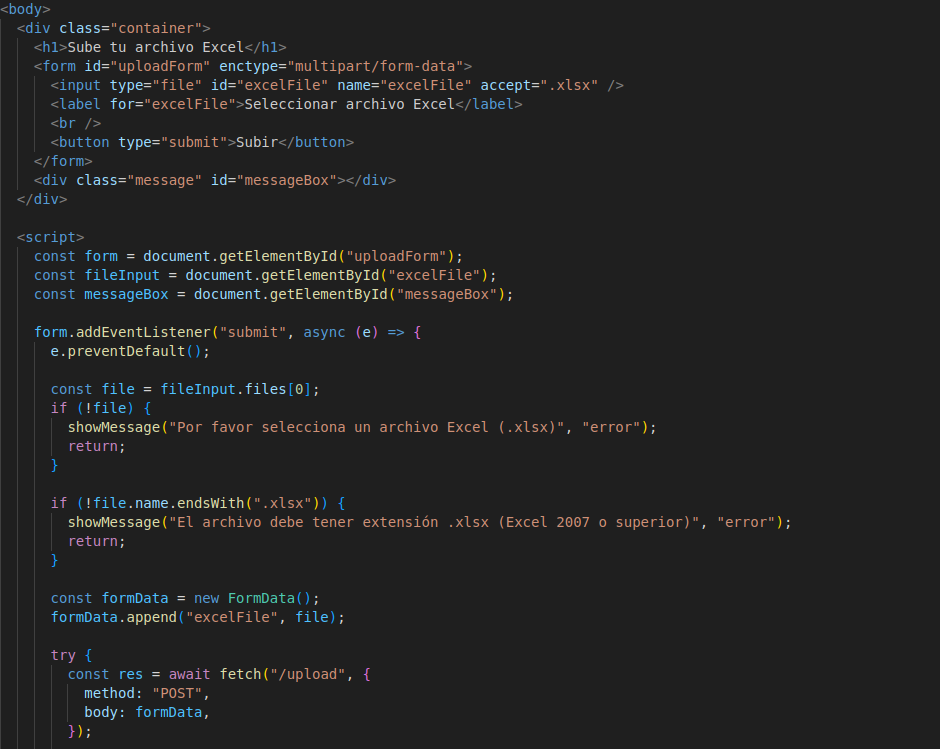 <body>
<div class="container">
<h1>Sube tu archivo Excel</h1>
<form id="uploadForm" enctype="multipart/form-data">
<input type="file" id="excelFile" name="excelFile" accept=".xlsx" />
<label for="excelFile">Seleccionar archivo Excel</label>
<br />
<button type="submit">Subir</button>
</form>
<div class="message" id="messageBox"></div>
</div>
<script>
const form = document.getElementById("uploadForm");
const fileInput = document.getElementById("excelFile");
const messageBox = document.getElementById("messageBox");
form.addEventListener("submit", async (e) => {
e.preventDefault();
const file = fileInput.files[0];
if (!file) {
showMessage("Por favor selecciona un archivo Excel (.xlsx)", "error");
return;
}
if (!file.name.endsWith(".xlsx")) {
showMessage("El archivo debe tener extensión .xlsx (Excel 2007 o superior)", "error");
return;
}
const formData = new FormData();
formData.append("excelFile", file);
try {
const res = await fetch("/upload", {
method: "POST",
body: formData,
});